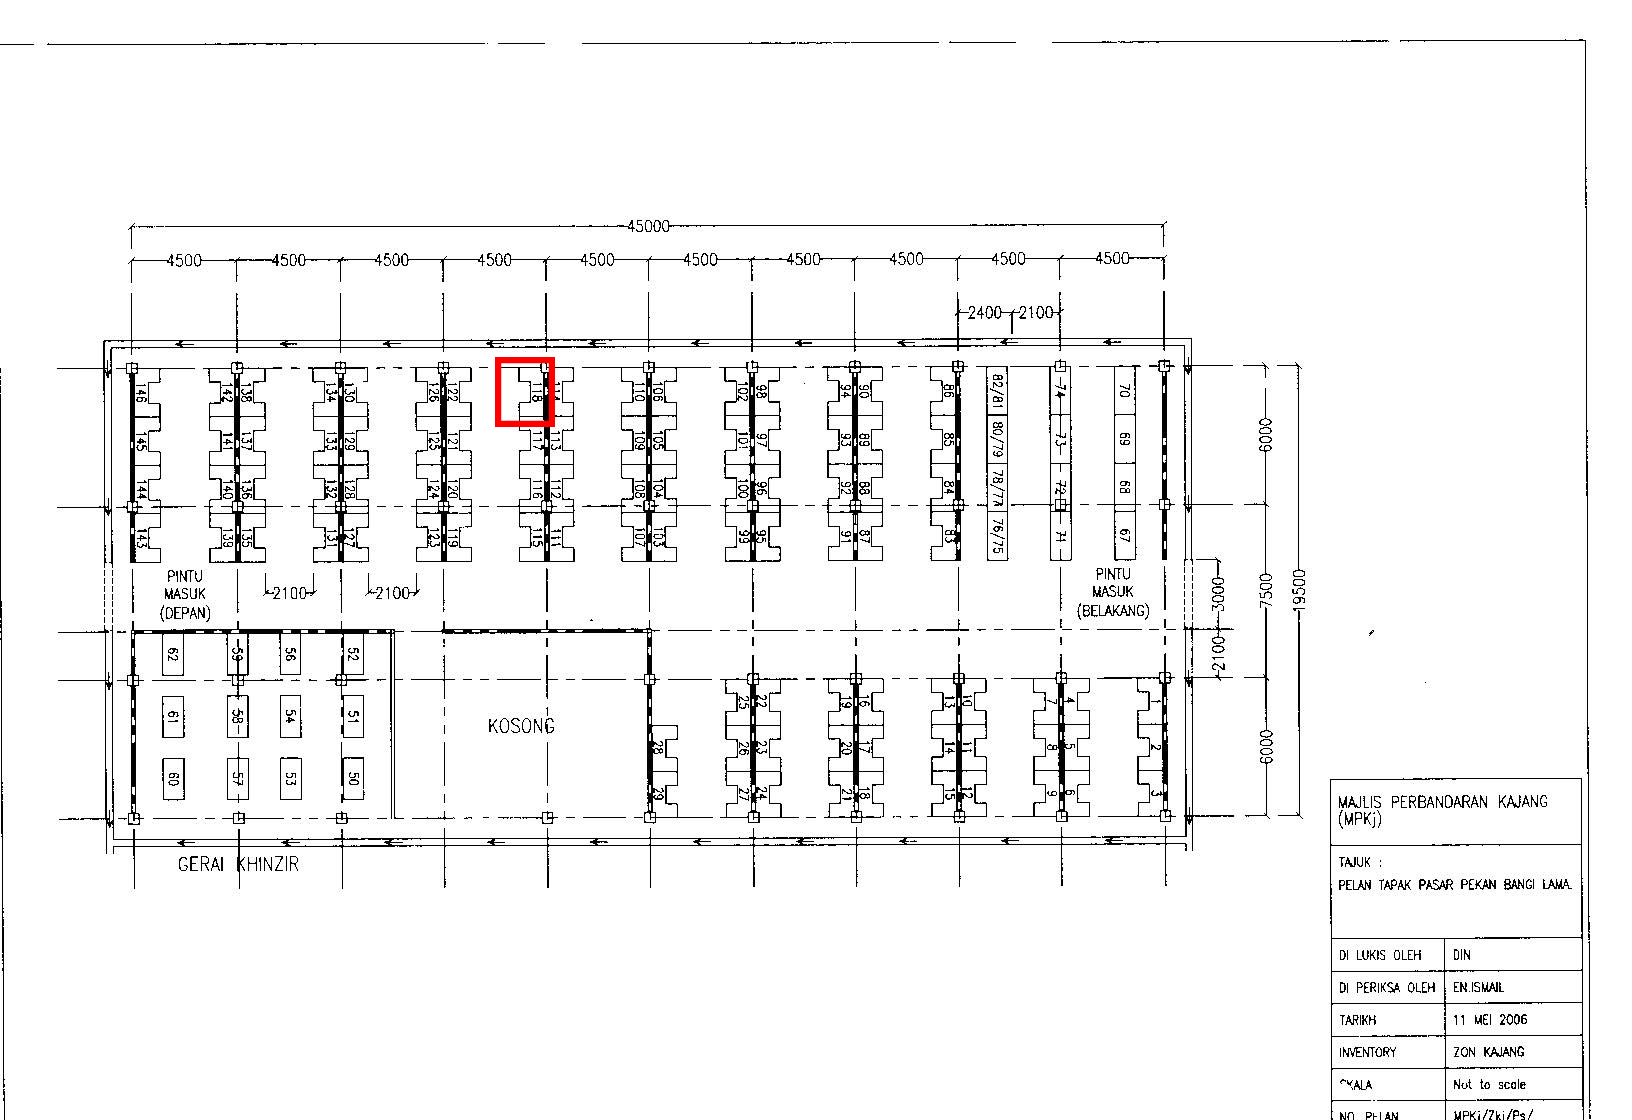 45000
4500 4500 4500 4500 4500 4500 4500 4500 4500 4500
2400 2100
146 142 138 134 130 126 122 118 114 110 106 102 98 94 90 86 82/81 74 70
145 141 137 133 129 125 121 117 113 109 105 101 97 93 89 85 80/79 73 69
144 140 136 132 128 124 120 116 112 108 104 100 96 92 88 84 78/77 72 68
143 139 135 131 127 123 119 115 111 107 103 99 95 91 87 83 76/75 71 67
6000
7500
6000
19500
3000
2100
PINTU
MASUK
(DEPAN)
2100 2100
PINTU
MASUK
(BELAKANG)
62 59 56 52
61 58 54 51
60 57 53 50
KOSONG
25 22 19 16 13 10 7 4 1
28 26 23 20 17 14 11 8 5 2
29 27 24 21 18 15 12 9 6 3
GERAI KHINZIR
MAJLIS PERBANDARAN KAJANG
(MPKj)
TAJUK :
PELAN TAPAK PASAR PEKAN BANGI LAMA.
DI LUKIS OLEH DIN
DI PERIKSA OLEH EN.ISMAIL
TARIKH 11 MEI 2006
INVENTORY ZON KAJANG
SKALA Not to scale
NO. PELAN MPKj/Zkj/Ps/